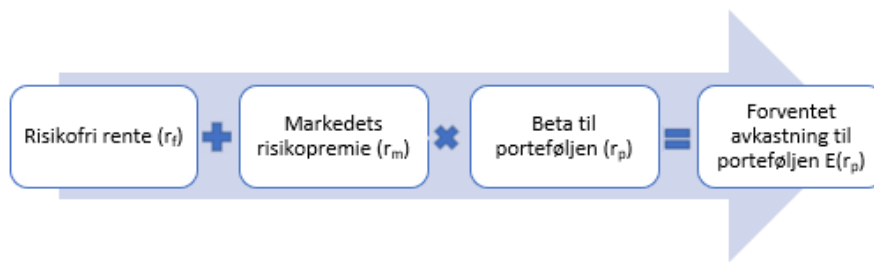 Risikofri rente (rf)
Markedets
risikopremie (rm)
Beta til
porteføljen (rp)
Forventet
avkastning til
porteføljen E(rp)